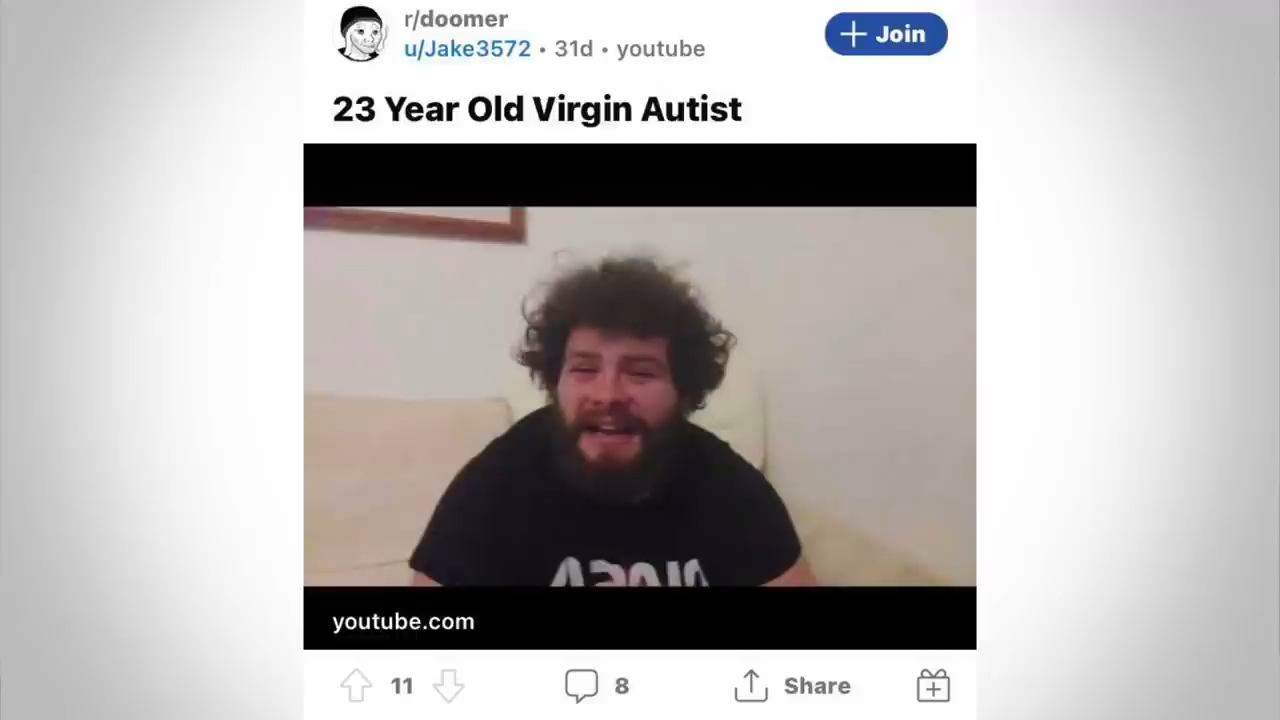 r/doomer
u/Jake3572 • 31d • youtube
Join
23 Year Old Virgin Autist
youtube.com
11
8
Share